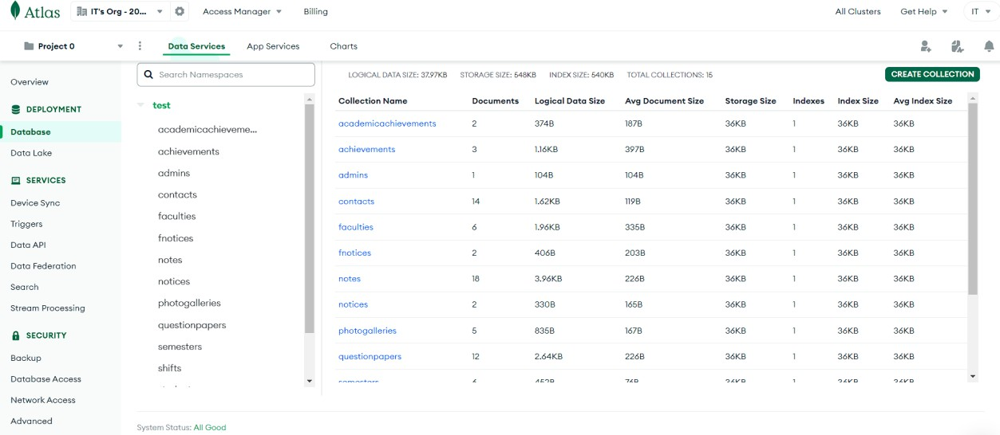 Atlas
IT's Org - 20...
Access Manager
Billing
All Clusters
Get Help
IT
Project 0
Data Services
App Services
Charts
Overview
DEPLOYMENT
Database
Data Lake
SERVICES
Device Sync
Triggers
Data API
Data Federation
Search
Stream Processing
SECURITY
Backup
Database Access
Network Access
Advanced
Search Namespaces
test
academicachieveme...
achievements
admins
contacts
faculties
fnotices
notes
notices
photogalleries
questionpapers
semesters
shifts
LOGICAL DATA SIZE: 37.97KB STORAGE SIZE: 548KB INDEX SIZE: 540KB TOTAL COLLECTIONS: 15
CREATE COLLECTION
Collection Name Documents Logical Data Size Avg Document Size Storage Size Indexes Index Size Avg Index Size
academicachievements 2 374B 187B 36KB 1 36KB 36KB
achievements 3 1.16KB 397B 36KB 1 36KB 36KB
admins 1 104B 104B 36KB 1 36KB 36KB
contacts 14 1.62KB 119B 36KB 1 36KB 36KB
faculties 6 1.96KB 335B 36KB 1 36KB 36KB
fnotices 2 406B 203B 36KB 1 36KB 36KB
notes 18 3.96KB 226B 36KB 1 36KB 36KB
notices 2 330B 165B 36KB 1 36KB 36KB
photogalleries 5 835B 167B 36KB 1 36KB 36KB
questionpapers 12 2.64KB 226B 36KB 1 36KB 36KB
semesters 6 452B 76B 36KB 1 36KB 36KB
System Status: All Good